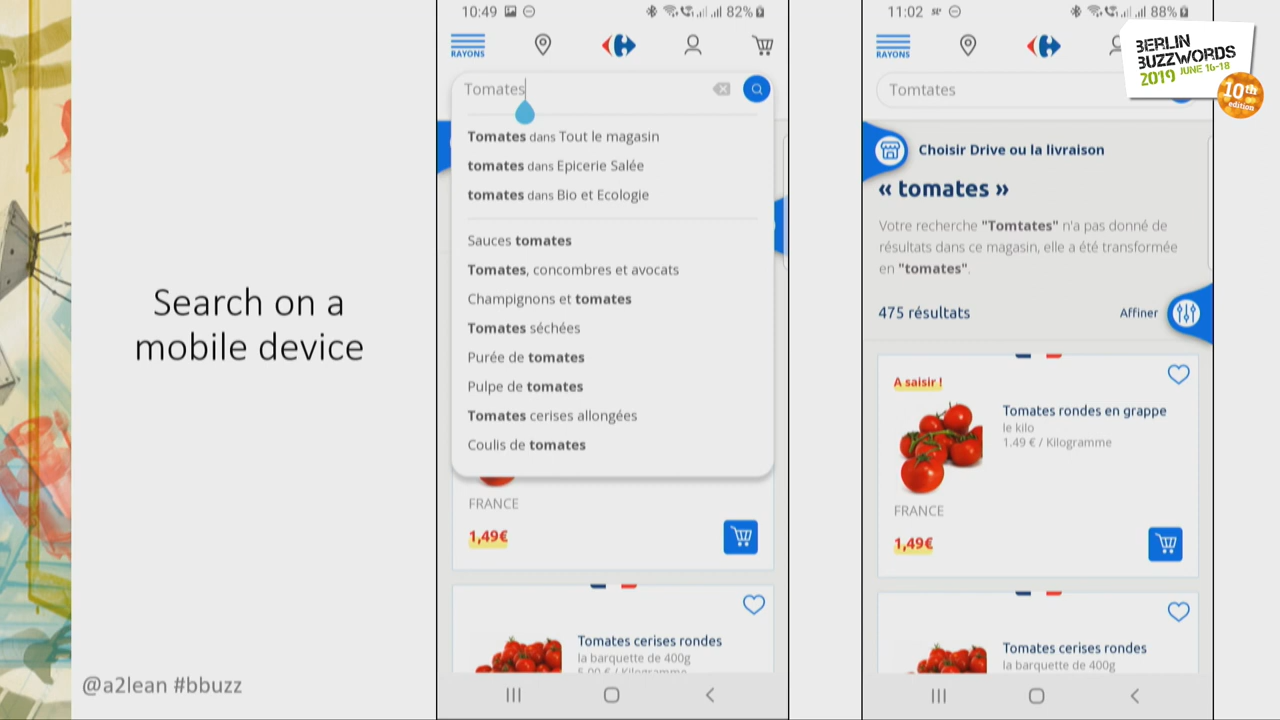 Search on a
mobile device
@a2lean #bbuzz
10:49
82%
RAYONS
Tomates
Tomates dans Tout le magasin
tomates dans Epicerie Salée
tomates dans Bio et Ecologie
Sauces tomates
Tomates, concombres et avocats
Champignons et tomates
Tomates séchées
Purée de tomates
Pulpe de tomates
Tomates cerises allongées
Coulis de tomates
FRANCE
1,49€
Tomates cerises rondes
la barquette de 400g
5.00 € / Kilogramme
11:02
88%
RAYONS
Tomtates
Choisir Drive ou la livraison
« tomates »
Votre recherche "Tomtates" n'a pas donné de
résultats dans ce magasin, elle a été transformée
en "tomates".
475 résultats
Affiner
A saisir !
Tomates rondes en grappe
le kilo
1.49 € / Kilogramme
FRANCE
1,49€
Tomates cerises rondes
la barquette de 400g
BERLIN
BUZZWORDS
2019 JUNE 16-18
10th
edition